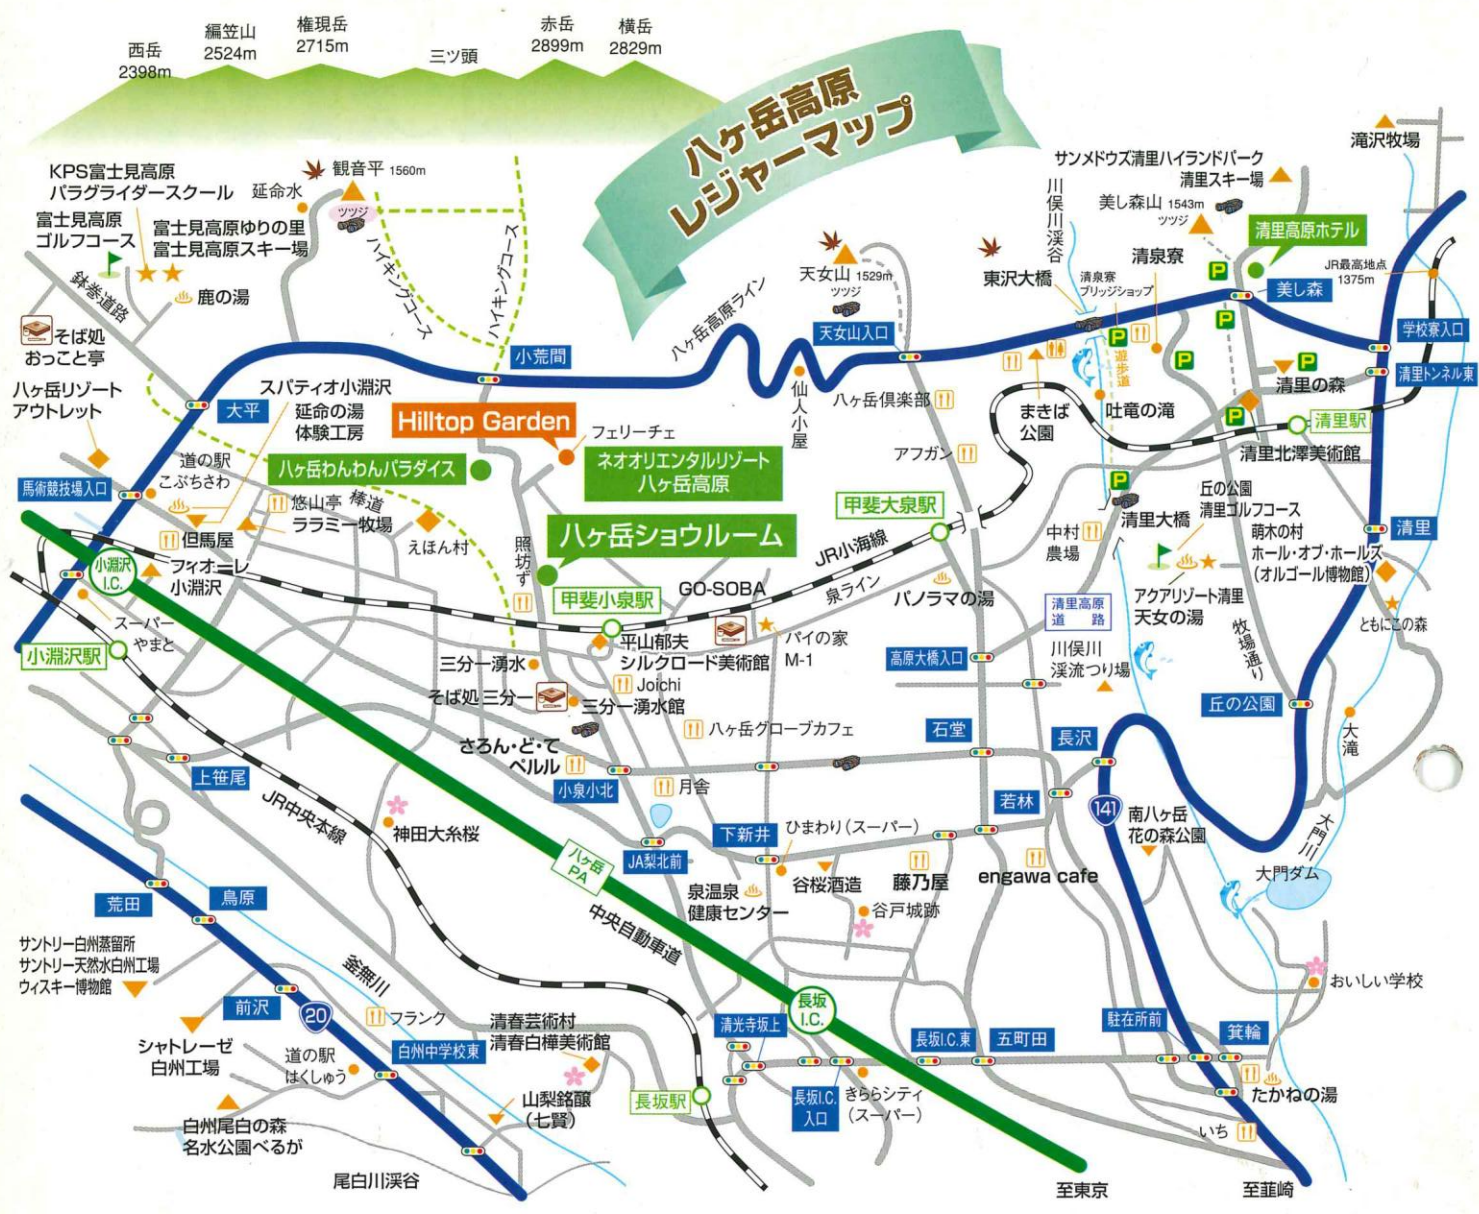 西岳
2398m
編笠山
2524m
権現岳
2715m
三ツ頭
赤岳
2899m
横岳
2829m
八ヶ岳高原
レジャーマップ
KPS富士見高原
パラグライダースクール
富士見高原
ゴルフコース
富士見高原ゆりの里
富士見高原スキー場
延命水
観音平 1560m
ツツジ
ハイキングコース
ハイキングコース
鉢巻道路
鹿の湯
そば処
おっこと亭
八ヶ岳リゾート
アウトレット
大平
小荒間
八ヶ岳高原ライン
天女山 1529m
ツツジ
天女山入口
仙人小屋
東沢大橋
川俣川渓谷
清泉寮
ブリッジショップ
清泉寮
美し森山 1543m
ツツジ
サンメドウズ清里ハイランドパーク
清里スキー場
滝沢牧場
清里高原ホテル
JR最高地点
1375m
美し森
学校寮入口
清里トンネル東
清里の森
清里駅
清里北澤美術館
遊歩道
吐竜の滝
まきば
公園
八ヶ岳倶楽部
アフガン
スパティオ小淵沢
延命の湯
体験工房
道の駅
こぶちさわ
馬術競技場入口
Hilltop Garden
フェリーチェ
八ヶ岳わんわんパラダイス
ネオオリエンタルリゾート
八ヶ岳高原
八ヶ岳ショウルーム
悠山亭
棒道
ララミー牧場
えほん村
但馬屋
フィオーレ
小淵沢
小淵沢
I.C.
スーパー
やまと
小淵沢駅
照坊ず
甲斐小泉駅
GO-SOBA
JR小海線
泉ライン
甲斐大泉駅
パノラマの湯
中村
農場
清里大橋
丘の公園
清里ゴルフコース
萌木の村
ホール・オブ・ホールズ
(オルゴール博物館)
清里
アクアリゾート清里
天女の湯
ともにこの森
清里高原
道路
川俣川
渓流つり場
牧場通り
丘の公園
大滝
高原大橋入口
平山郁夫
シルクロード美術館
パイの家
M-1
三分一湧水
Joichi
そば処 三分一
三分一湧水館
八ヶ岳グローブカフェ
さろん・ど・て
ペルル
小泉小北
月舎
石堂
長沢
若林
141
南八ヶ岳
花の森公園
大門川
大門ダム
上笹尾
JR中央本線
神田大糸桜
八ヶ岳
PA
JA梨北前
下新井
ひまわり(スーパー)
谷桜酒造
藤乃屋
engawa cafe
泉温泉
健康センター
谷戸城跡
中央自動車道
おいしい学校
荒田
鳥原
サントリー白州蒸留所
サントリー天然水白州工場
ウィスキー博物館
釜無川
前沢
20
フランク
シャトレーゼ
白州工場
道の駅
はくしゅう
白州中学校東
清春芸術村
清春白樺美術館
山梨銘醸
(七賢)
白州尾白の森
名水公園べるが
尾白川渓谷
長坂駅
清光寺坂上
長坂
I.C.
長坂I.C.
入口
きららシティ
(スーパー)
長坂I.C.東
五町田
駐在所前
箕輪
たかねの湯
いち
至東京
至韮崎
P
P
P
P
P
P
P